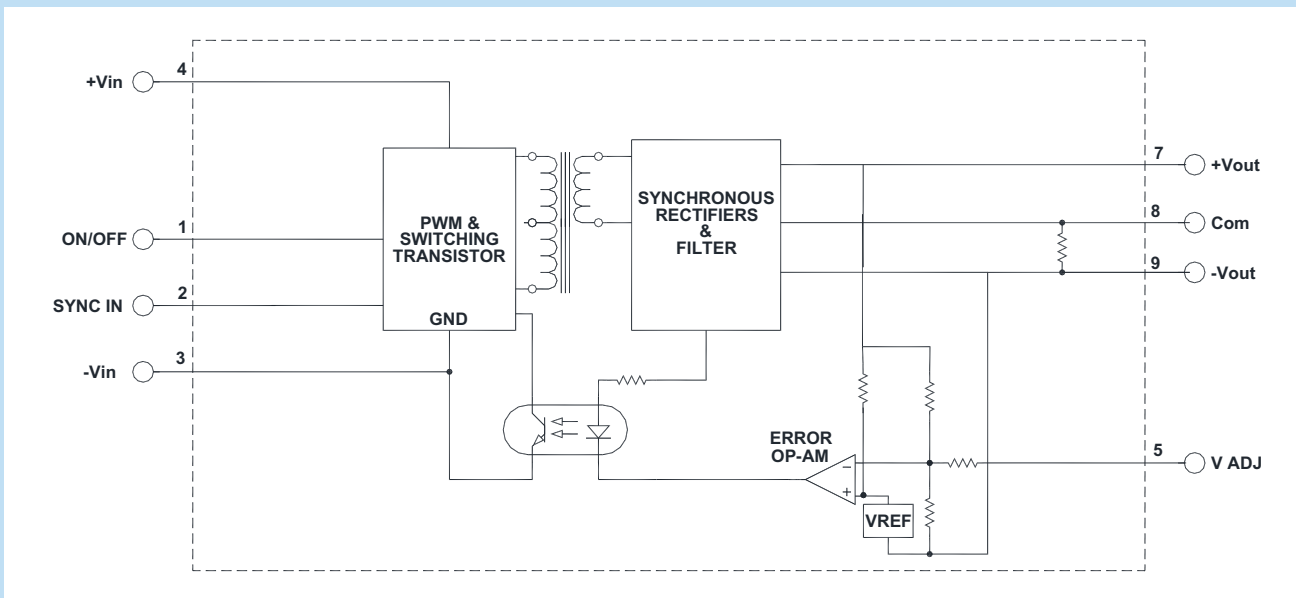 +Vin
4
7
+Vout
SYNCHRONOUS
RECTIFIERS
&
FILTER
PWM &
SWITCHING
TRANSISTOR
8
Com
ON/OFF
1
9
-Vout
SYNC IN
2
GND
-Vin
3
ERROR
OP-AM
−
+
VREF
5
V ADJ